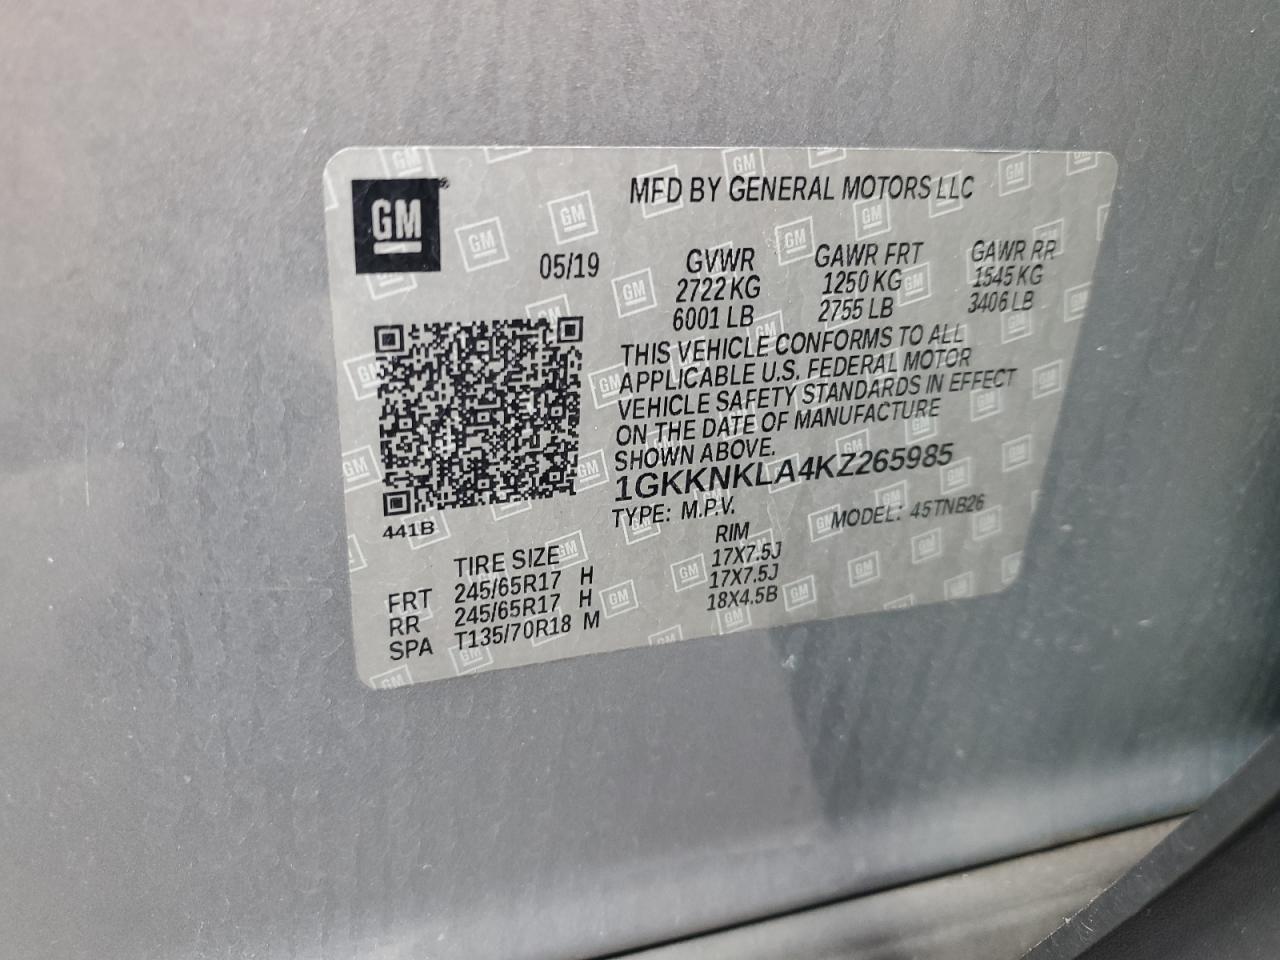 GM
MFD BY GENERAL MOTORS LLC
05/19
GVWR GAWR FRT GAWR RR
2722 KG 1250 KG 1545 KG
6001 LB 2755 LB 3406 LB
THIS VEHICLE CONFORMS TO ALL
APPLICABLE U.S. FEDERAL MOTOR
VEHICLE SAFETY STANDARDS IN EFFECT
ON THE DATE OF MANUFACTURE
SHOWN ABOVE.
1GKKNKLA4KZ265985
TYPE: M.P.V. MODEL: 45TNB26
441B
TIRE SIZE RIM
FRT 245/65R17 H 17X7.5J
RR 245/65R17 H 17X7.5J
SPA T135/70R18 M 18X4.5B